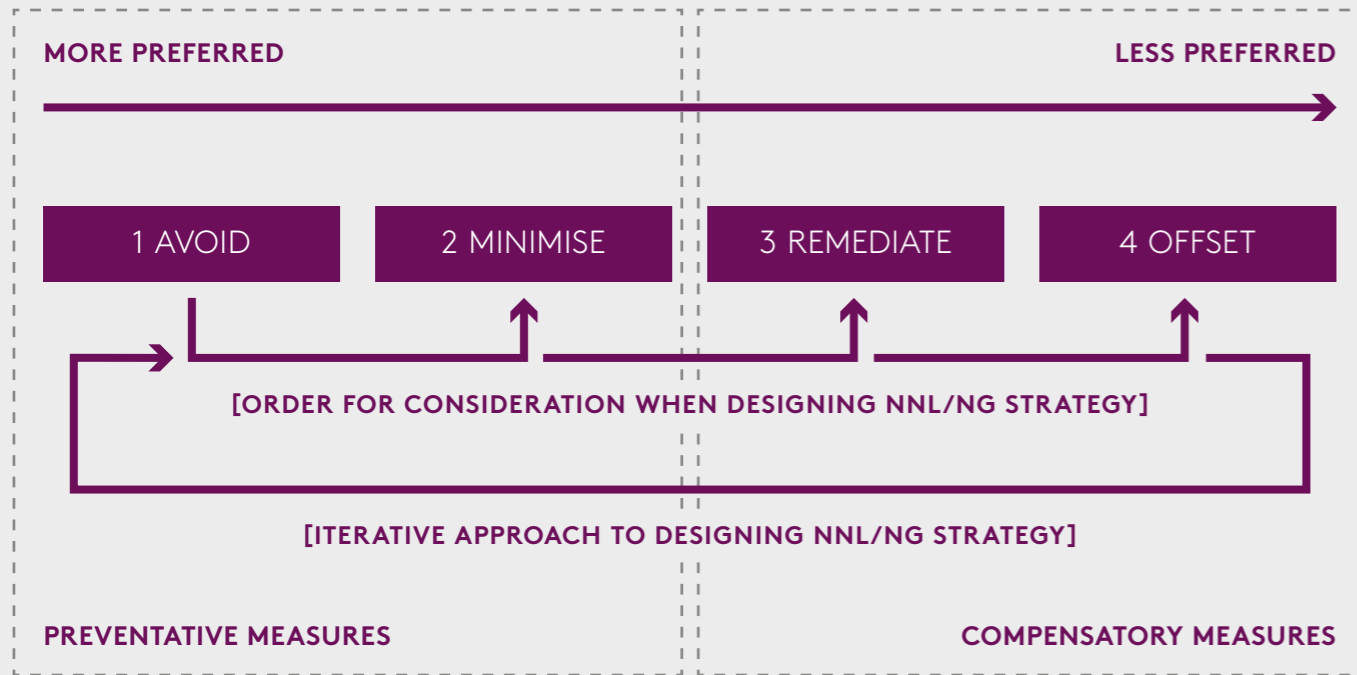 MORE PREFERRED
LESS PREFERRED
1 AVOID
2 MINIMISE
3 REMEDIATE
4 OFFSET
[ORDER FOR CONSIDERATION WHEN DESIGNING NNL/NG STRATEGY]
[ITERATIVE APPROACH TO DESIGNING NNL/NG STRATEGY]
PREVENTATIVE MEASURES
COMPENSATORY MEASURES